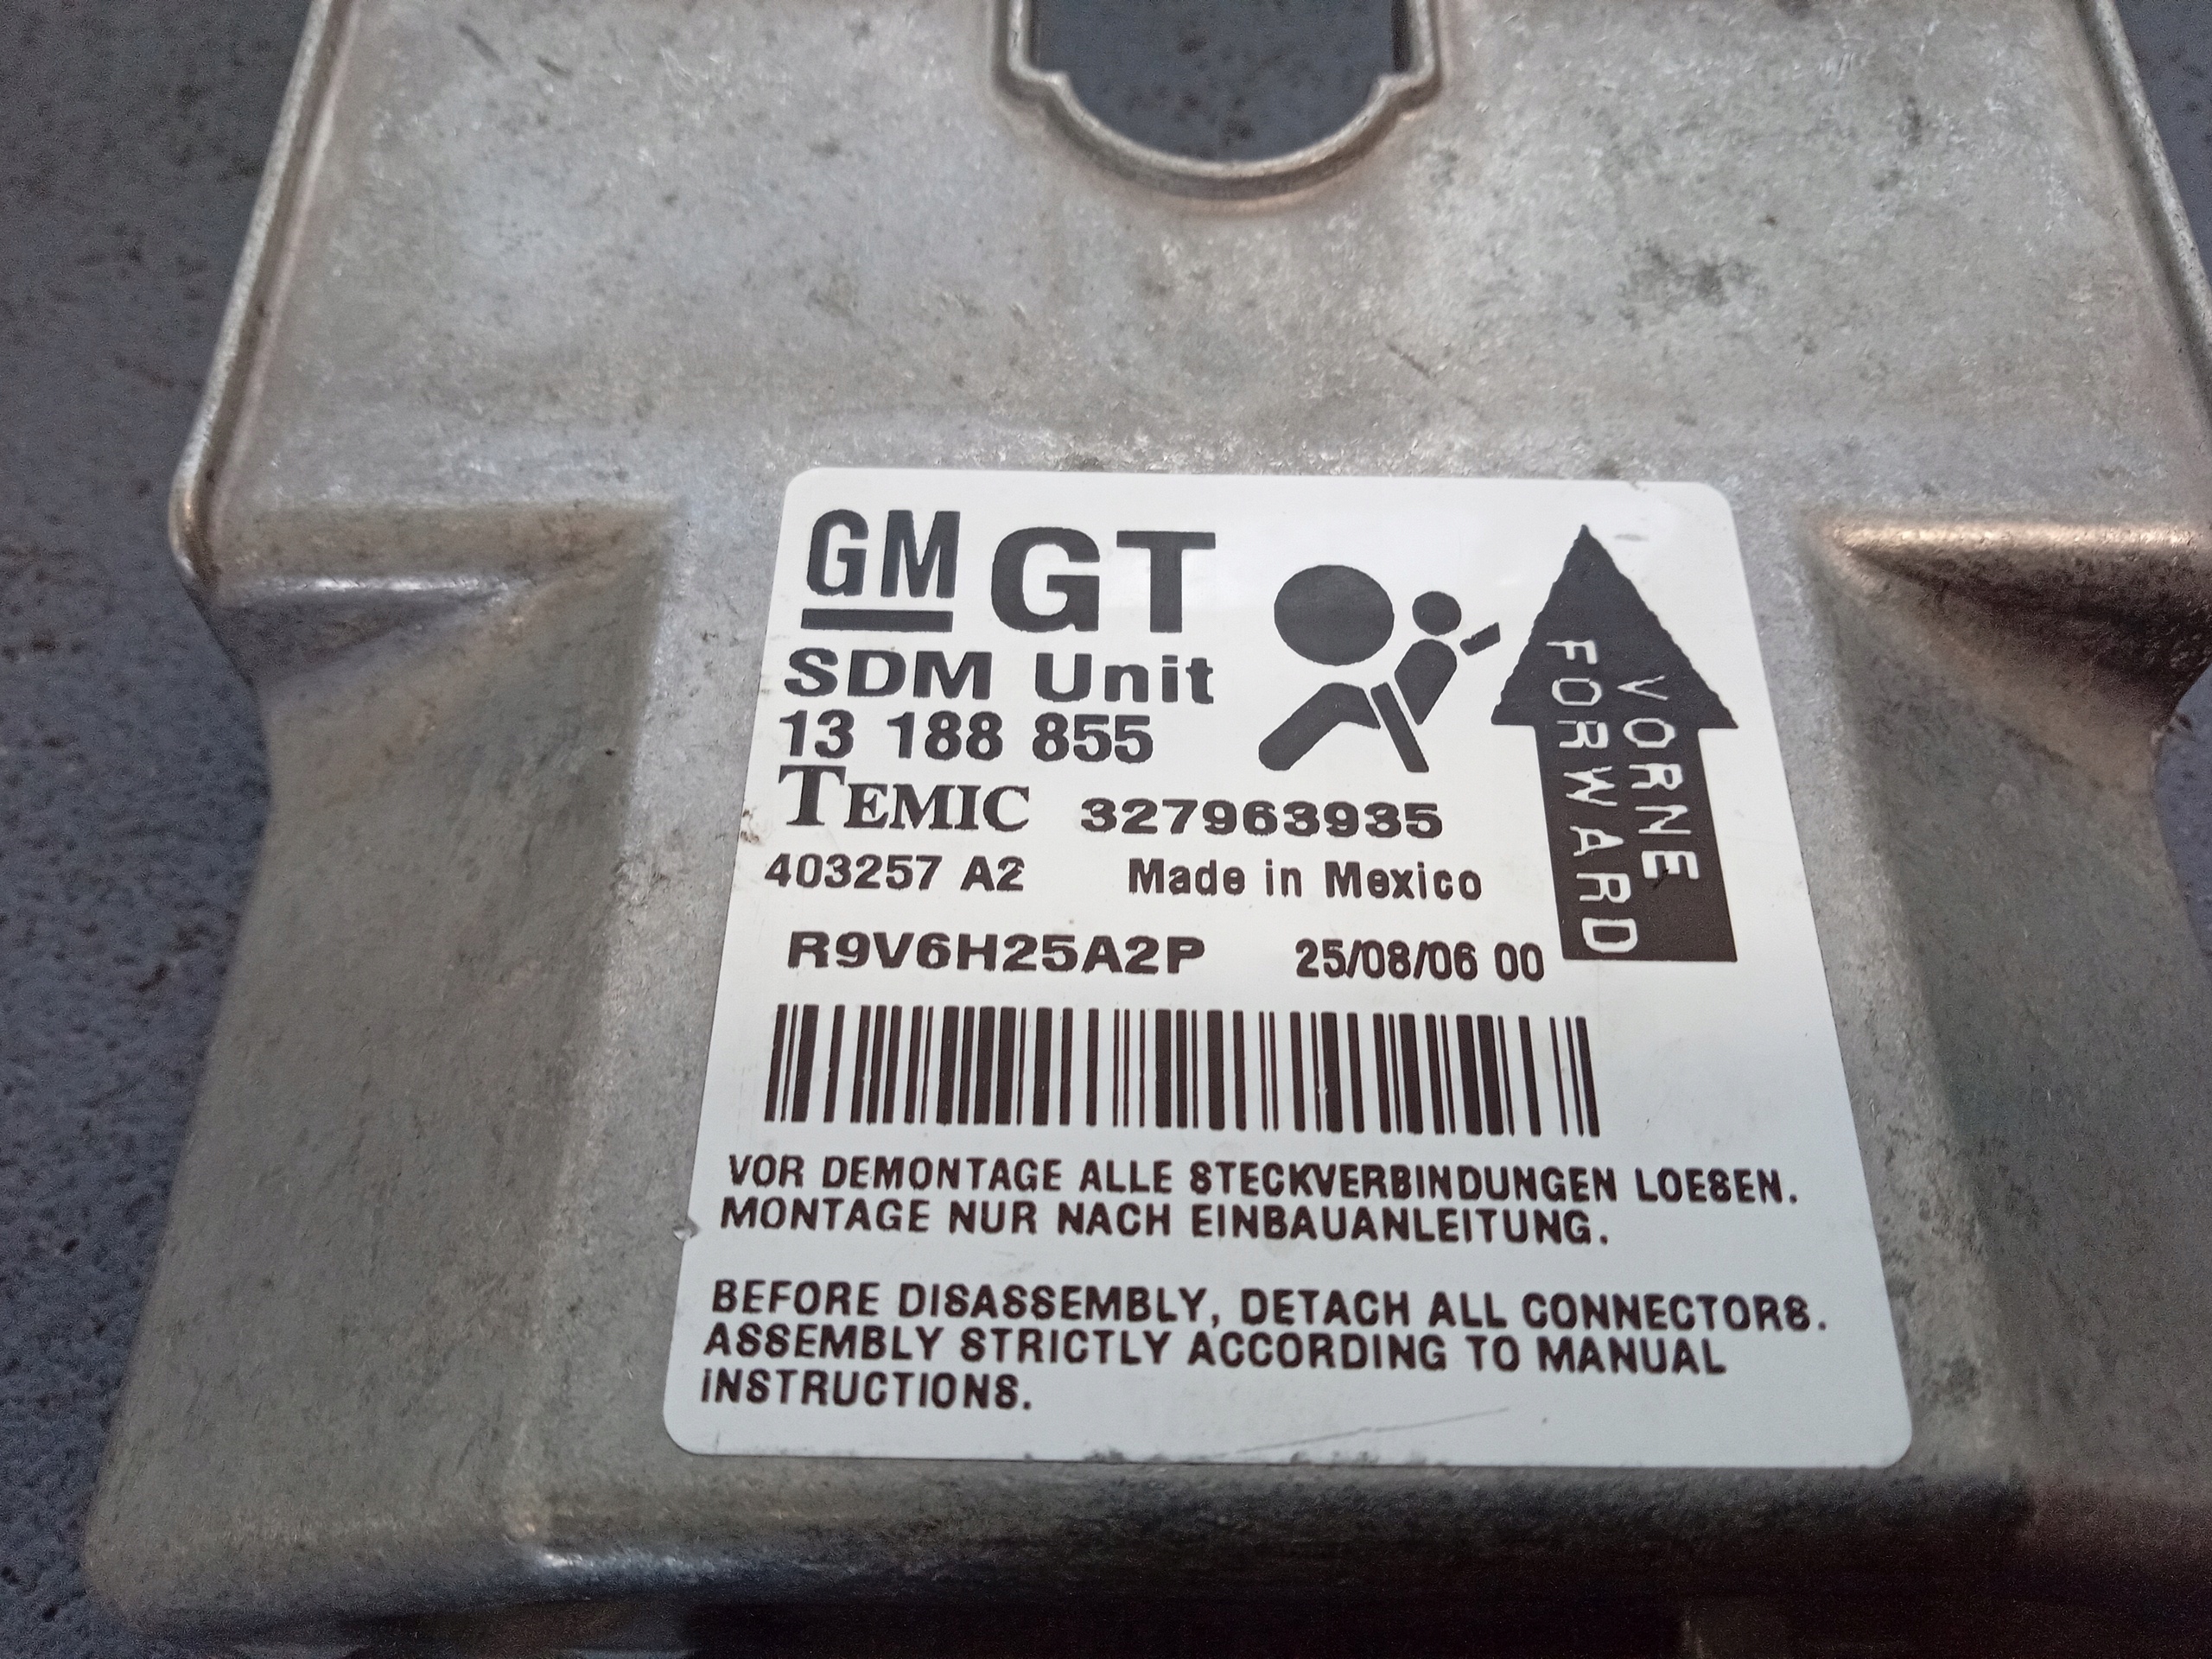 GM GT
SDM Unit
13 188 855
TEMIC 327963935
403257 A2 Made in Mexico
R9V6H25A2P 25/08/06 00
VORNE
FORWARD
VOR DEMONTAGE ALLE STECKVERBINDUNGEN LOESEN.
MONTAGE NUR NACH EINBAUANLEITUNG.
BEFORE DISASSEMBLY, DETACH ALL CONNECTORS.
ASSEMBLY STRICTLY ACCORDING TO MANUAL
INSTRUCTIONS.